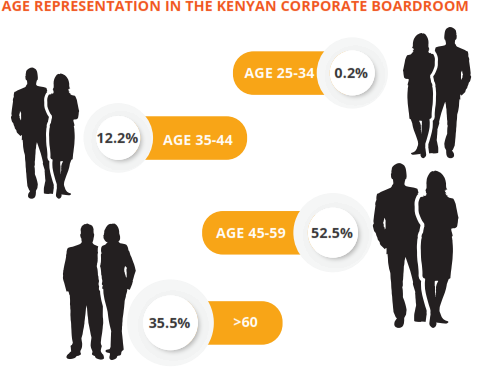 AGE REPRESENTATION IN THE KENYAN CORPORATE BOARDROOM
AGE 25-34 0.2%
12.2% AGE 35-44
AGE 45-59 52.5%
35.5% >60